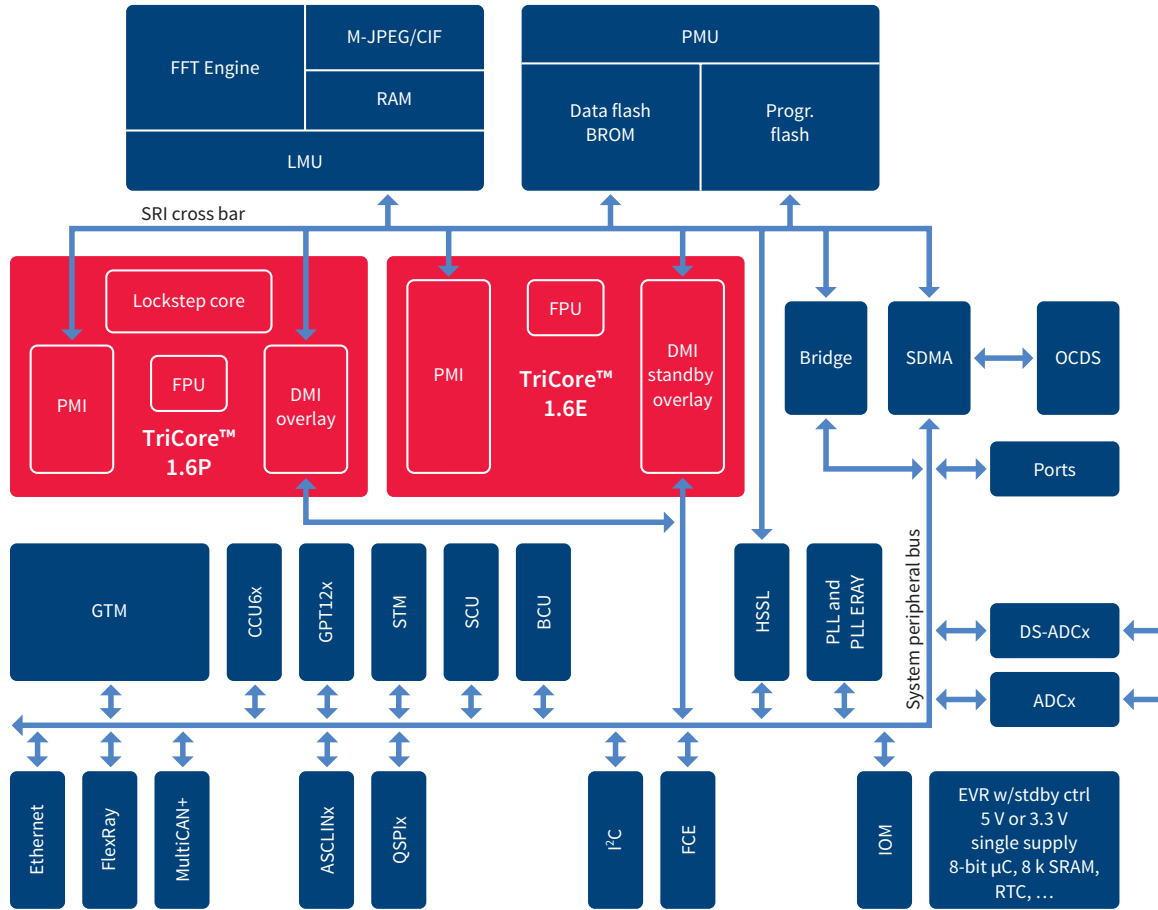 FFT Engine
M-JPEG/CIF
RAM
LMU
PMU
Data flash
BROM
Progr.
flash
SRI cross bar
Lockstep core
PMI
FPU
DMI
overlay
TriCore™
1.6P
PMI
FPU
TriCore™
1.6E
DMI
standby
overlay
Bridge
SDMA
OCDS
Ports
System peripheral bus
GTM
CCU6x
GPT12x
STM
SCU
BCU
HSSL
PLL and
PLL ERAY
DS-ADCx
ADCx
Ethernet
FlexRay
MultiCAN+
ASCLINx
QSPIx
I²C
FCE
IOM
EVR w/stdby ctrl
5 V or 3.3 V
single supply
8-bit µC, 8 k SRAM,
RTC, …